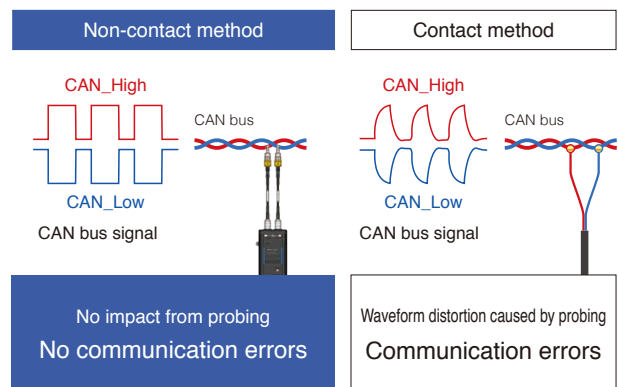 Non-contact method
CAN_High
CAN bus
CAN_Low
CAN bus signal
No impact from probing
No communication errors
Contact method
CAN_High
CAN bus
CAN_Low
CAN bus signal
Waveform distortion caused by probing
Communication errors